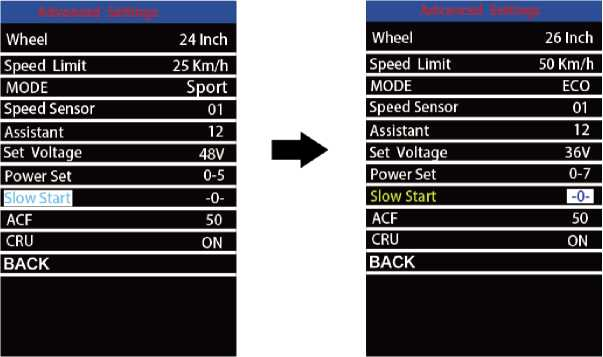 Advanced Settings
Wheel 24 Inch
Speed Limit 25 Km/h
MODE Sport
Speed Sensor 01
Assistant 12
Set Voltage 48V
Power Set 0-5
Slow Start -0-
ACF 50
CRU ON
BACK
Advanced Settings
Wheel 26 Inch
Speed Limit 50 Km/h
MODE ECO
Speed Sensor 01
Assistant 12
Set Voltage 36V
Power Set 0-7
Slow Start -0-
ACF 50
CRU ON
BACK